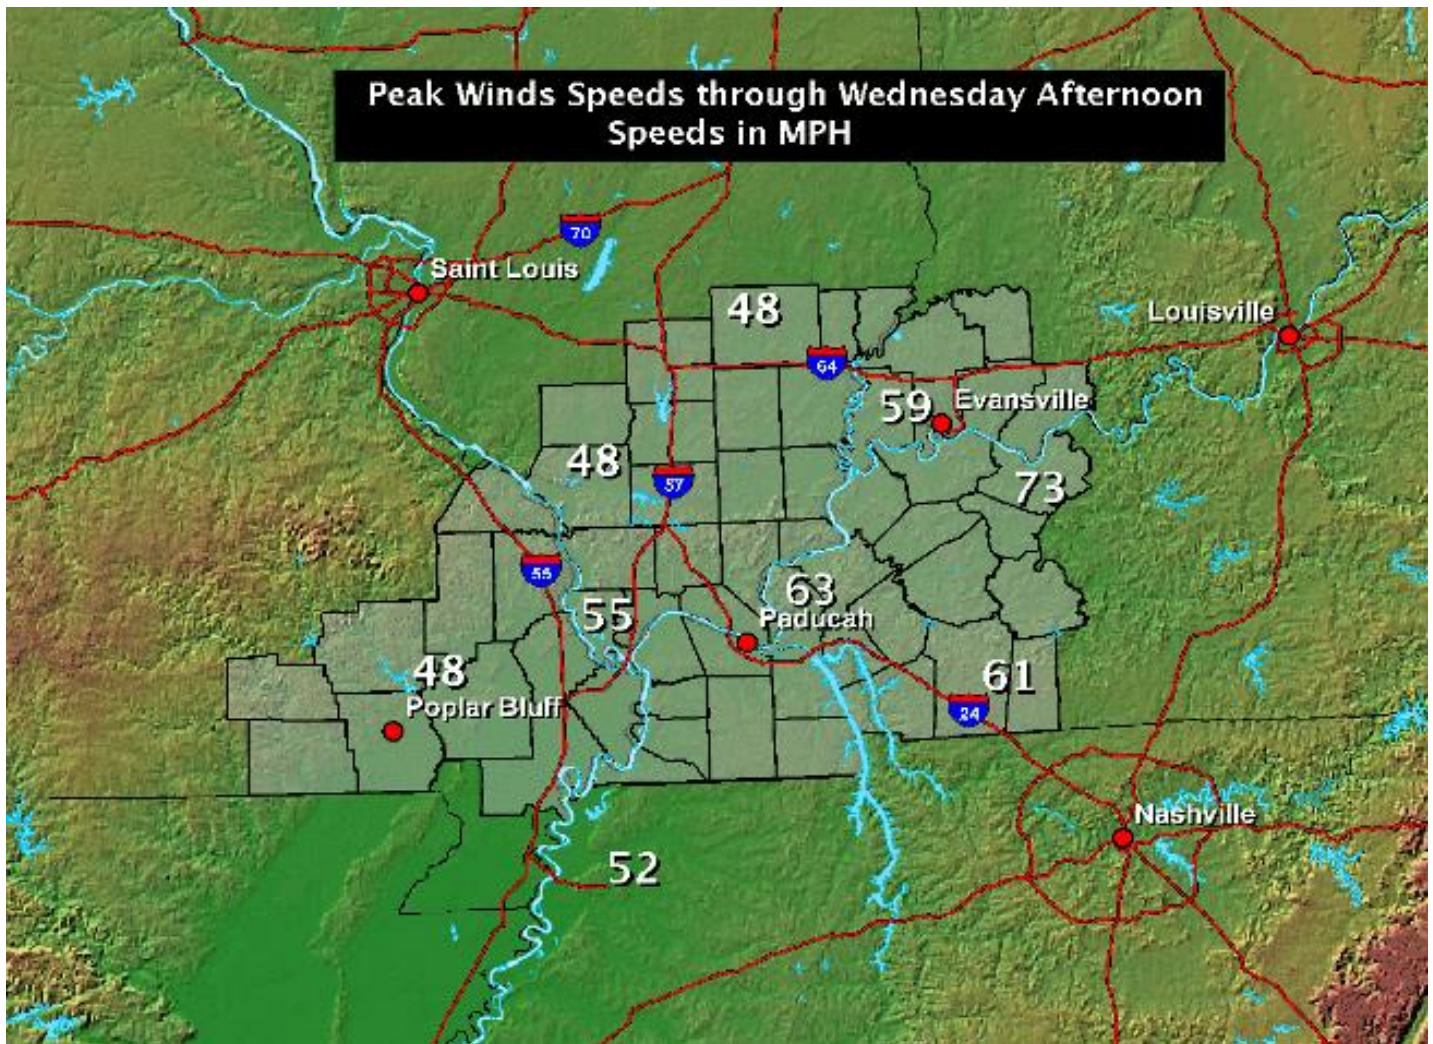 Peak Winds Speeds through Wednesday Afternoon
Speeds in MPH
70
Saint Louis
48
Louisville
64
59
Evansville
48
57
73
55
63
55
Paducah
48
61
Poplar Bluff
24
Nashville
52